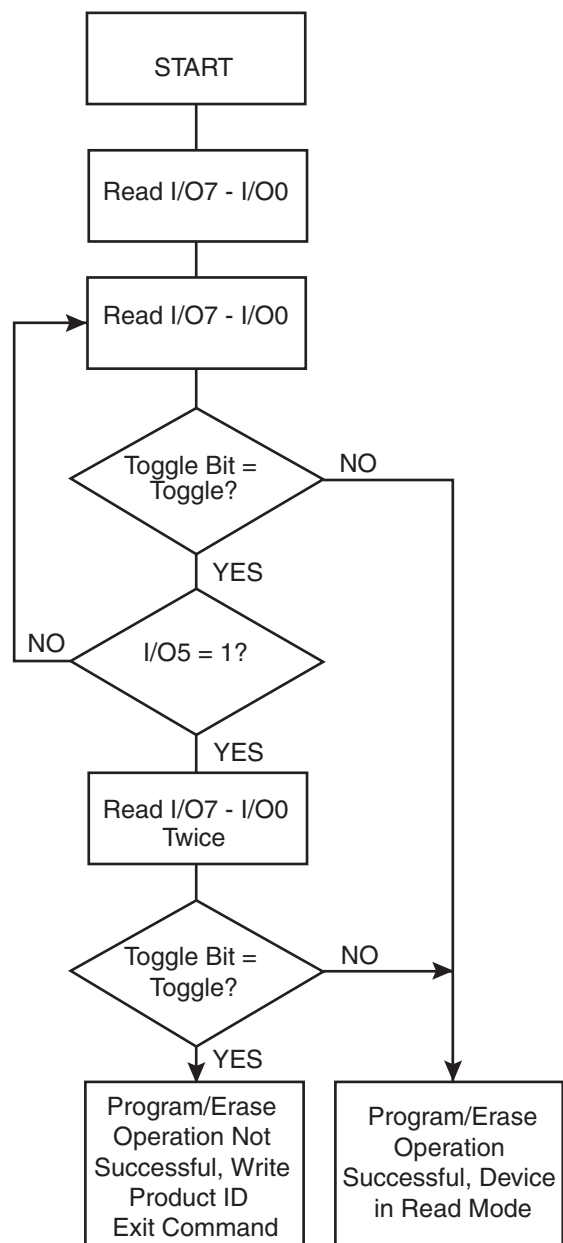 START
Read I/O7 - I/O0
Read I/O7 - I/O0
Toggle Bit =
Toggle?
NO
YES
NO
I/O5 = 1?
YES
Read I/O7 - I/O0
Twice
Toggle Bit =
Toggle?
NO
YES
Program/Erase
Operation Not
Successful, Write
Product ID
Exit Command
Program/Erase
Operation
Successful, Device
in Read Mode